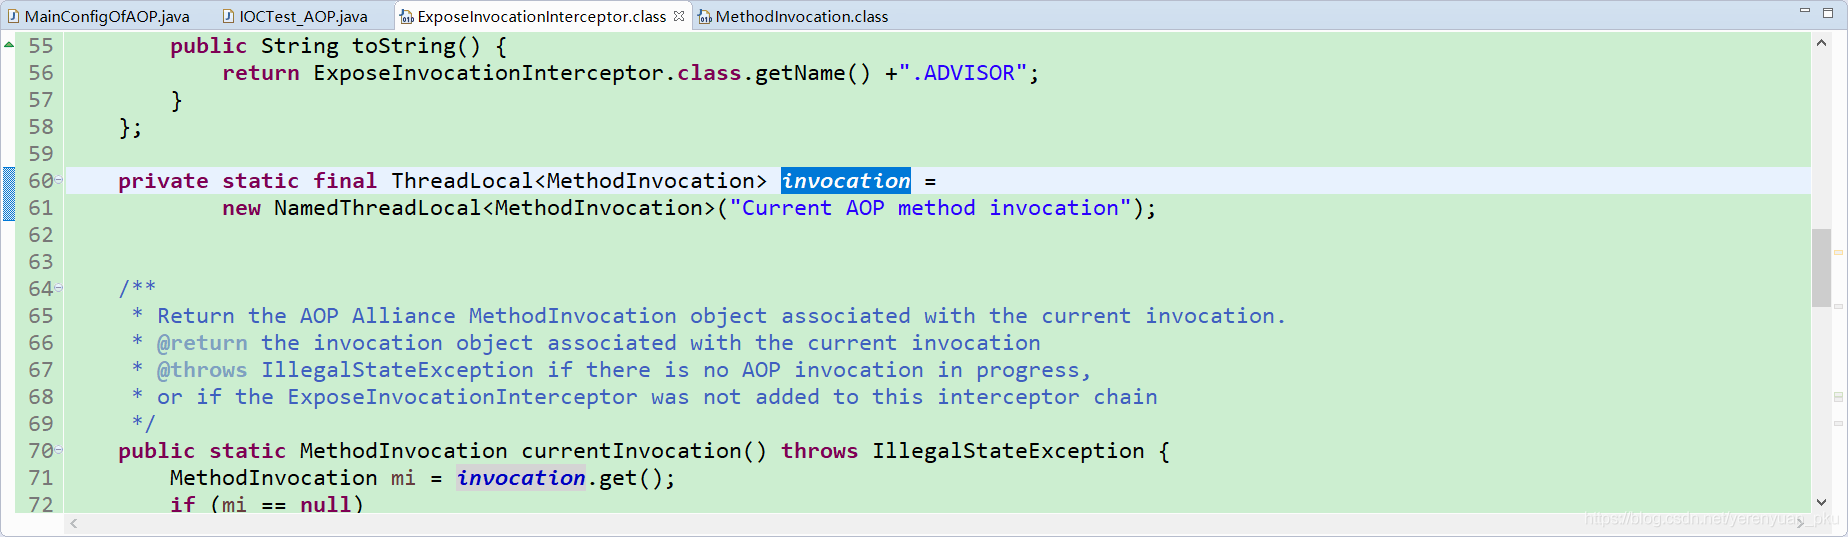 MainConfigOfAOP.java IOCTest_AOP.java ExposeInvocationInterceptor.class MethodInvocation.class
55 public String toString() {
56 return ExposeInvocationInterceptor.class.getName() +".ADVISOR";
57 }
58 };
59
60 private static final ThreadLocal<MethodInvocation> invocation =
61 new NamedThreadLocal<MethodInvocation>("Current AOP method invocation");
62
63
64 /**
65 * Return the AOP Alliance MethodInvocation object associated with the current invocation.
66 * @return the invocation object associated with the current invocation
67 * @throws IllegalStateException if there is no AOP invocation in progress,
68 * or if the ExposeInvocationInterceptor was not added to this interceptor chain
69 */
70 public static MethodInvocation currentInvocation() throws IllegalStateException {
71 MethodInvocation mi = invocation.get();
72 if (mi == null)
https://blog.csdn.net/yerenyuan_pku